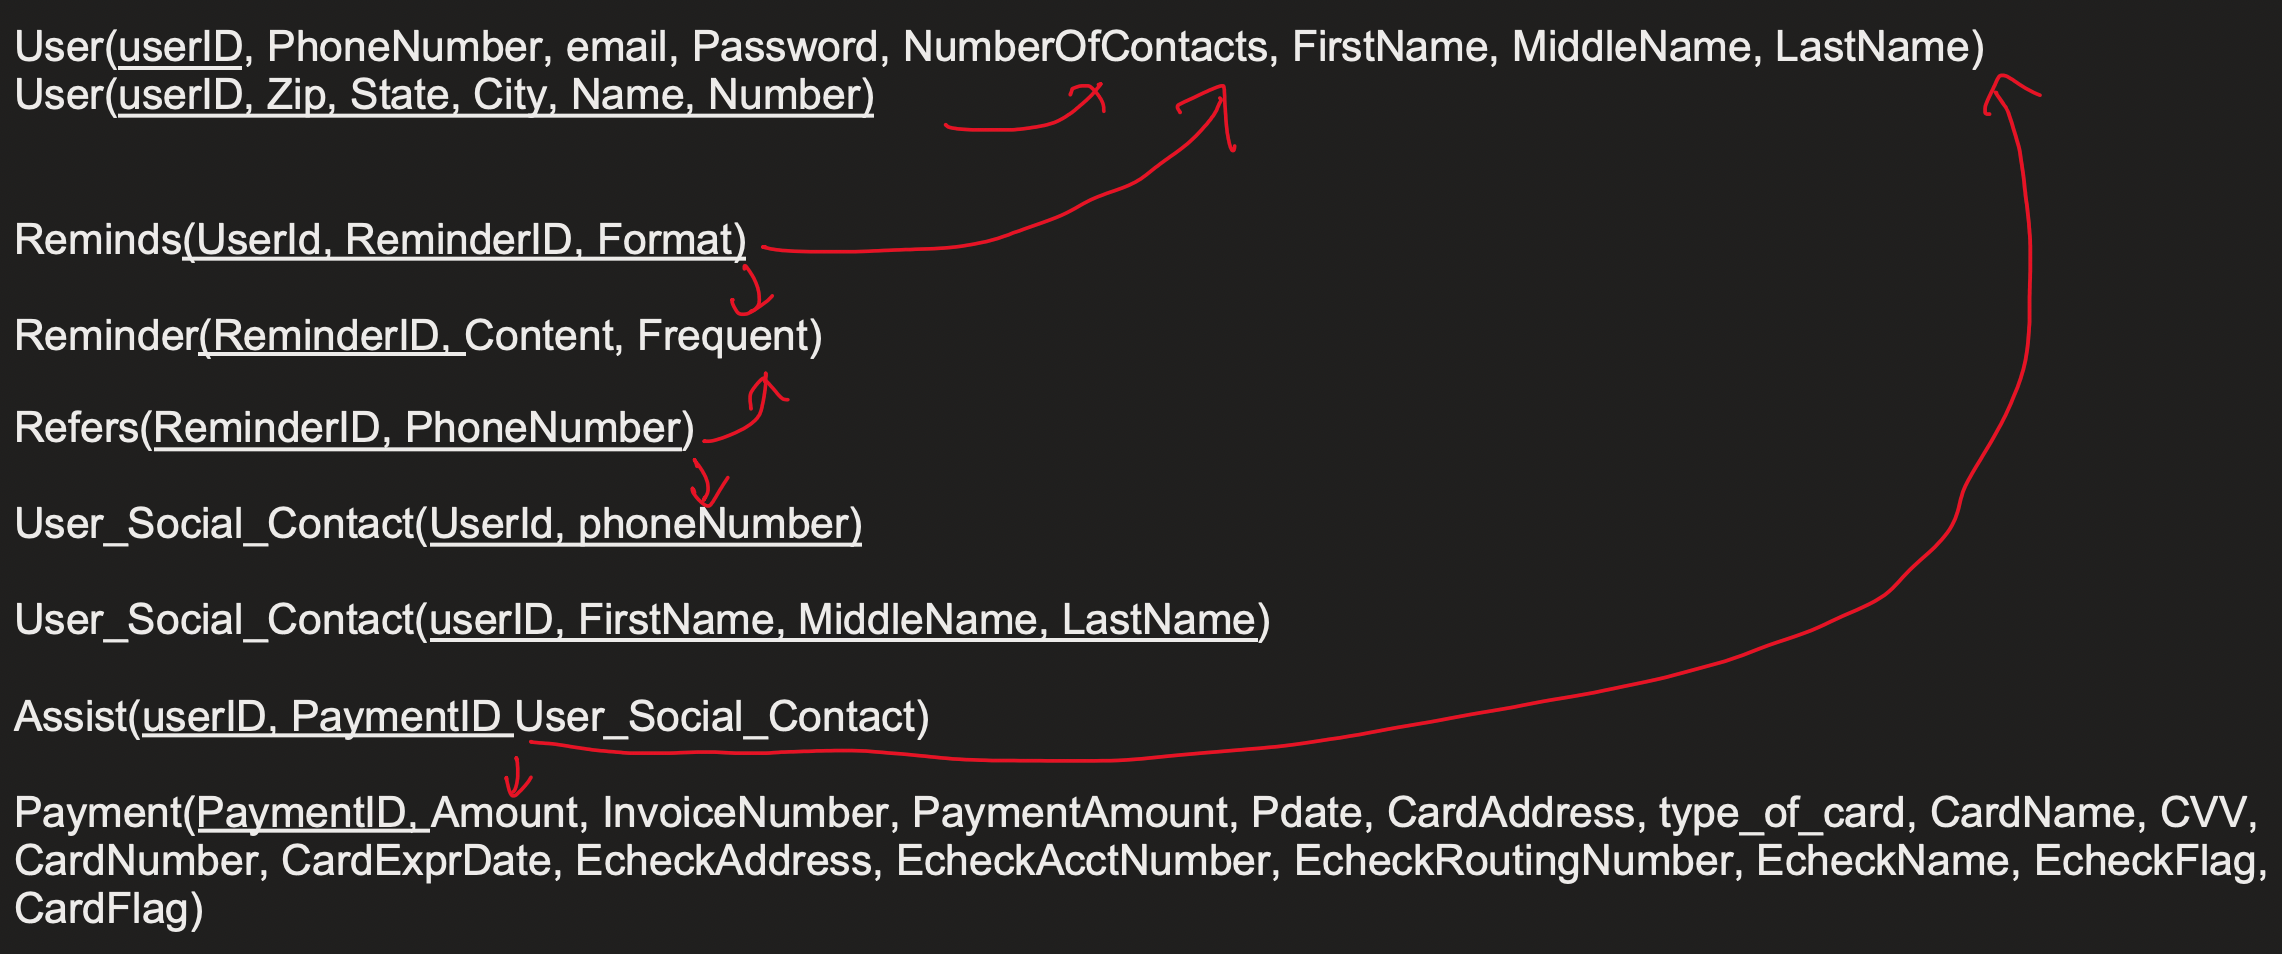 User(userID, PhoneNumber, email, Password, NumberOfContacts, FirstName, MiddleName, LastName)
User(userID, Zip, State, City, Name, Number)
Reminds(UserId, ReminderID, Format)
Reminder(ReminderID, Content, Frequent)
Refers(ReminderID, PhoneNumber)
User_Social_Contact(UserId, phoneNumber)
User_Social_Contact(userID, FirstName, MiddleName, LastName)
Assist(userID, PaymentID User_Social_Contact)
Payment(PaymentID, Amount, InvoiceNumber, PaymentAmount, Pdate, CardAddress, type_of_card, CardName, CVV,
CardNumber, CardExprDate, EcheckAddress, EcheckAcctNumber, EcheckRoutingNumber, EcheckName, EcheckFlag,
CardFlag)